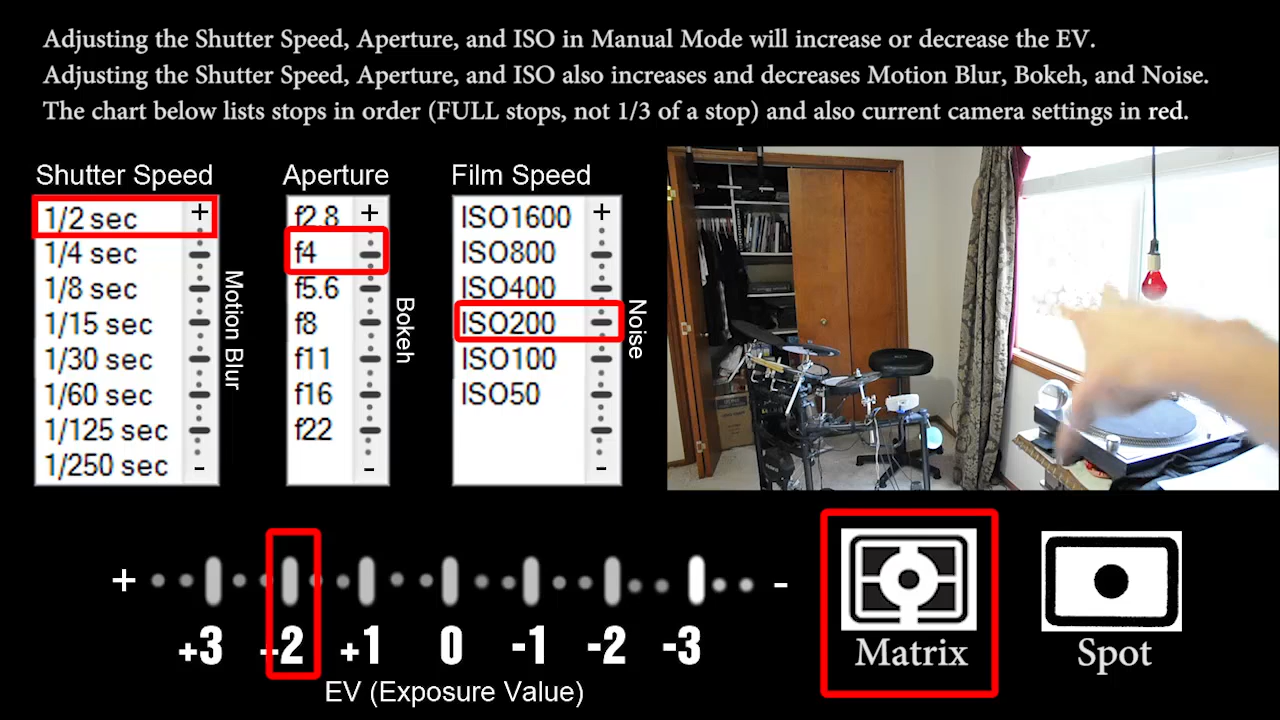 Adjusting the Shutter Speed, Aperture, and ISO in Manual Mode will increase or decrease the EV.
Adjusting the Shutter Speed, Aperture, and ISO also increases and decreases Motion Blur, Bokeh, and Noise.
The chart below lists stops in order (FULL stops, not 1/3 of a stop) and also current camera settings in red.
Shutter Speed
1/2 sec +
1/4 sec
1/8 sec
1/15 sec
1/30 sec
1/60 sec
1/125 sec
1/250 sec -
Motion Blur
Aperture
f2.8 +
f4
f5.6
f8
f11
f16
f22
-
Bokeh
Film Speed
ISO1600 +
ISO800
ISO400
ISO200
ISO100
ISO50
-
Noise
+ -
+3 +2 +1 0 -1 -2 -3
EV (Exposure Value)
Matrix
Spot